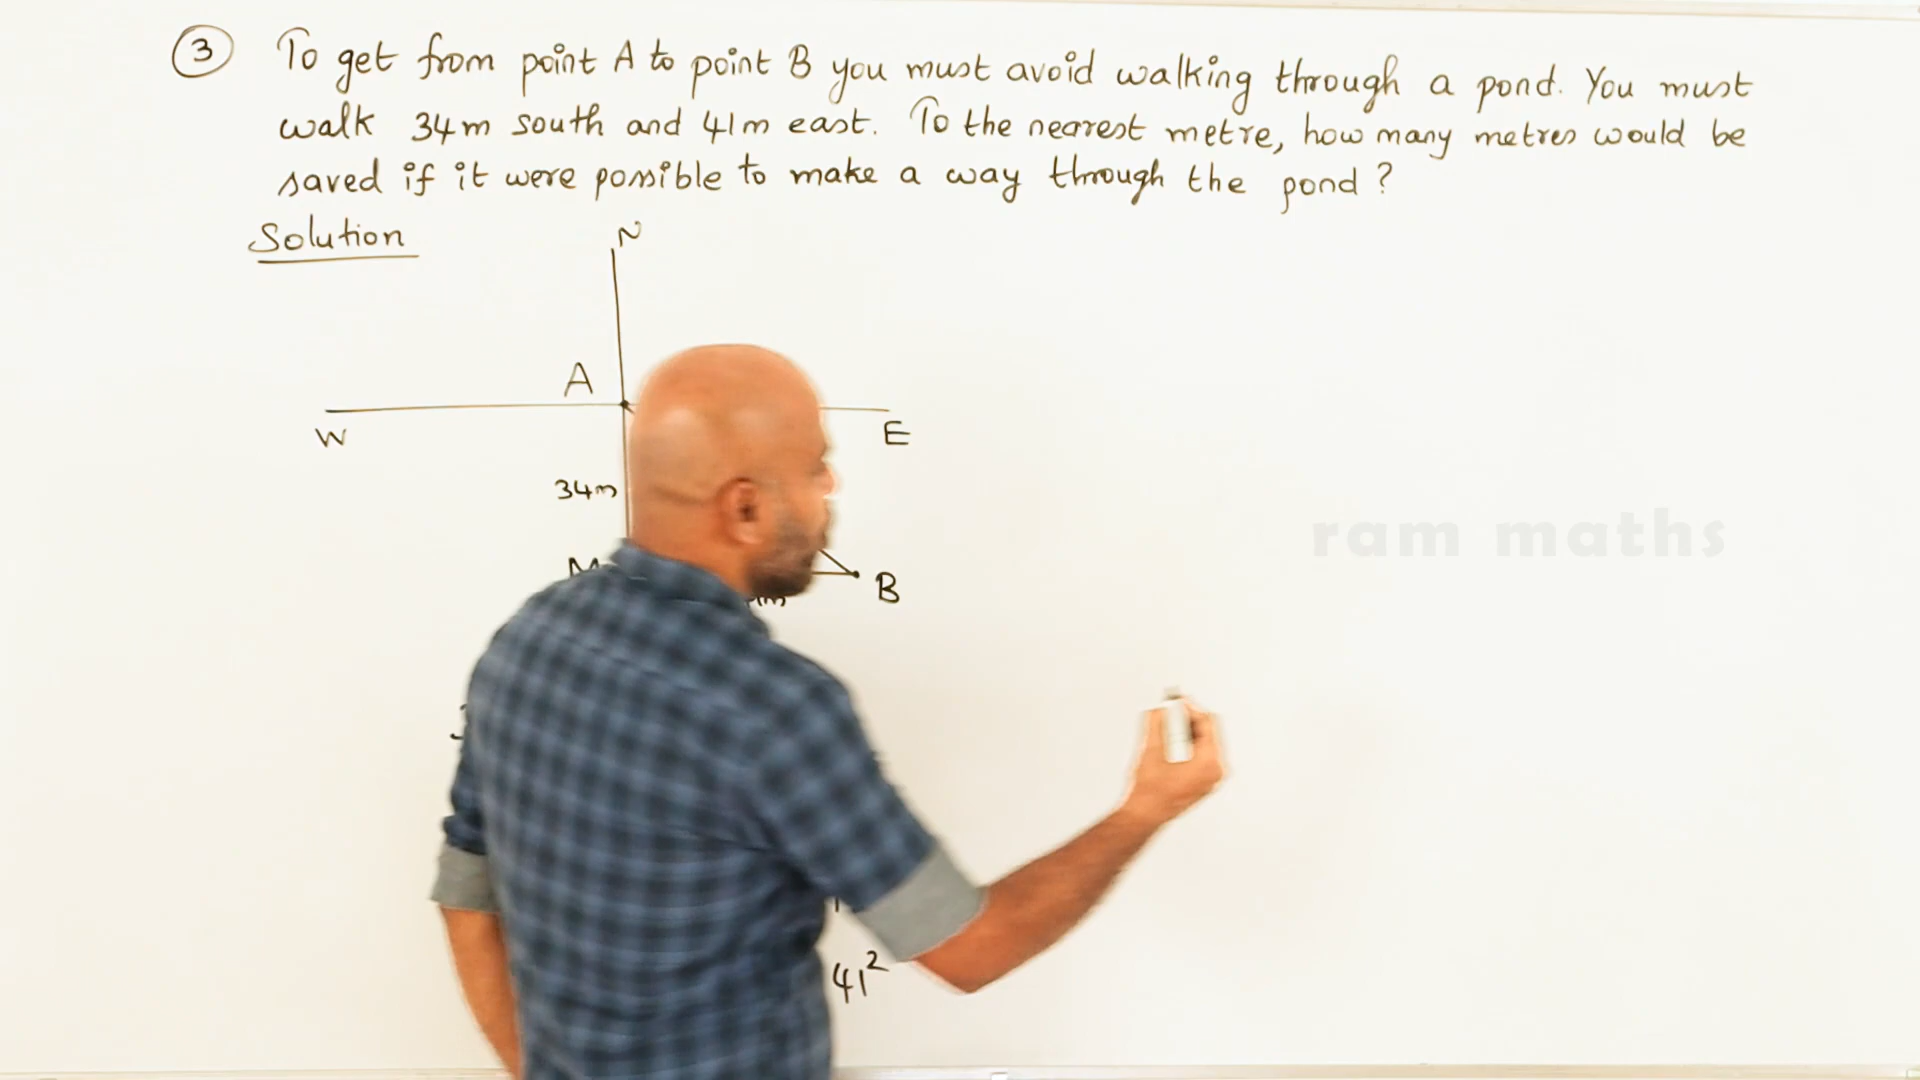 3 To get from point A to point B you must avoid walking through a pond. You must
walk 34m south and 41m east. To the nearest metre, how many metres would be
saved if it were possible to make a way through the pond?
Solution
N
A
W
E
34m
M
B
ram maths
41²